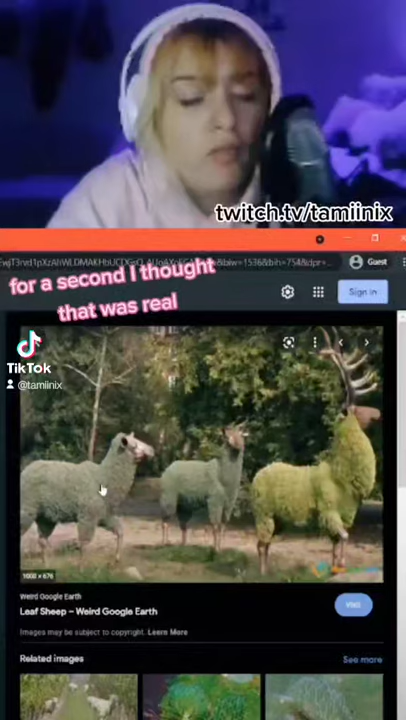 twitch.tv/tamiinix
Guest
for a second I thought
that was real
Sign in
TikTok
@tamiinix
Weird Google Earth
Leaf Sheep – Weird Google Earth
Visit
Images may be subject to copyright. Learn More
Related images
See more